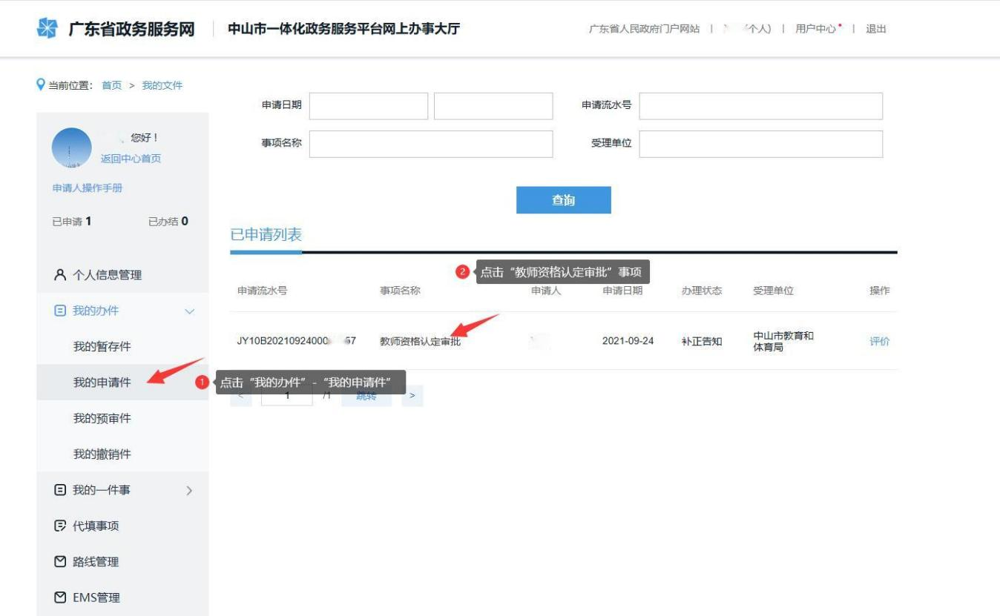 广东省政务服务网
中山市一体化政务服务平台网上办事大厅
广东省人民政府门户网站 | (个人) | 用户中心 | 退出
当前位置： 首页 > 我的文件
您好！
返回中心首页
申请人操作手册
已申请 1 已办结 0
个人信息管理
我的办件
我的暂存件
我的申请件
我的预审件
我的撤销件
我的一件事
代填事项
路线管理
EMS管理
申请日期 申请流水号
事项名称 受理单位
查询
已申请列表
2 点击“教师资格认定审批”事项
申请流水号 事项名称 申请人 申请日期 办理状态 受理单位 操作
JY10B20210924000 67 教师资格认定审批 2021-09-24 补正告知 中山市教育和
体育局 评价
1 点击“我的办件”-“我的申请件”
< 1 /1 跳转 >